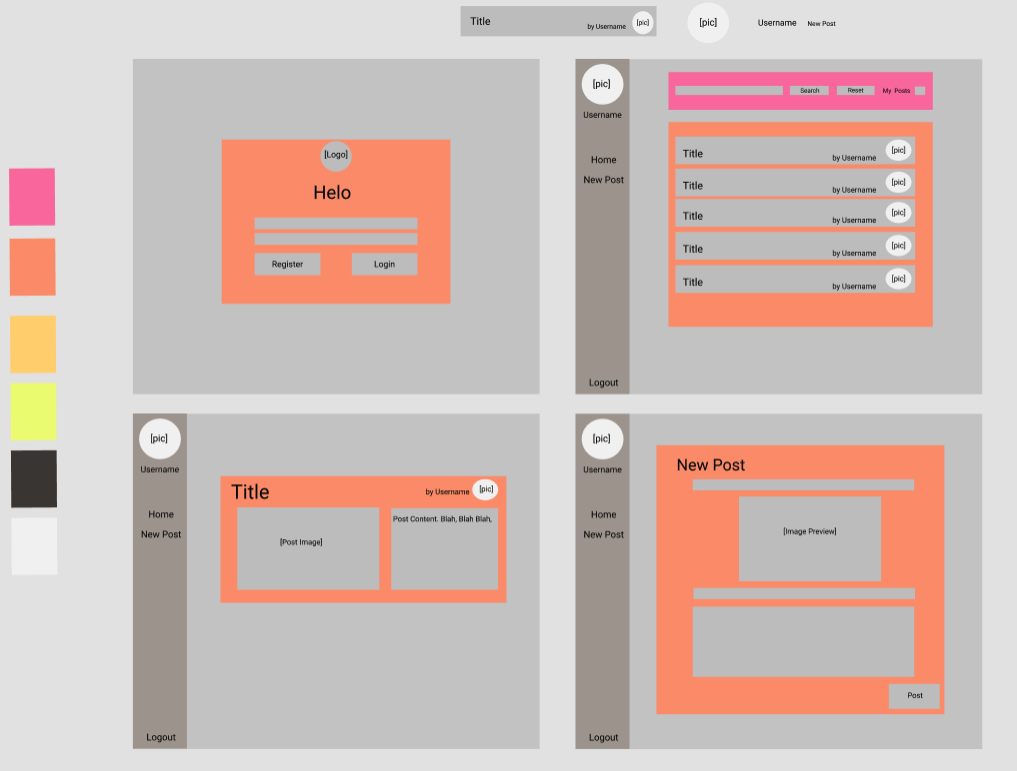 Title by Username [pic]
[pic] Username New Post
[Logo]
Helo
Register Login
[pic]
Username
Home
New Post
Logout
Search Reset My Posts
Title by Username [pic]
Title by Username [pic]
Title by Username [pic]
Title by Username [pic]
Title by Username [pic]
[pic]
Username
Home
New Post
Logout
Title by Username [pic]
[Post Image]
Post Content. Blah, Blah Blah,
[pic]
Username
Home
New Post
Logout
New Post
[Image Preview]
Post